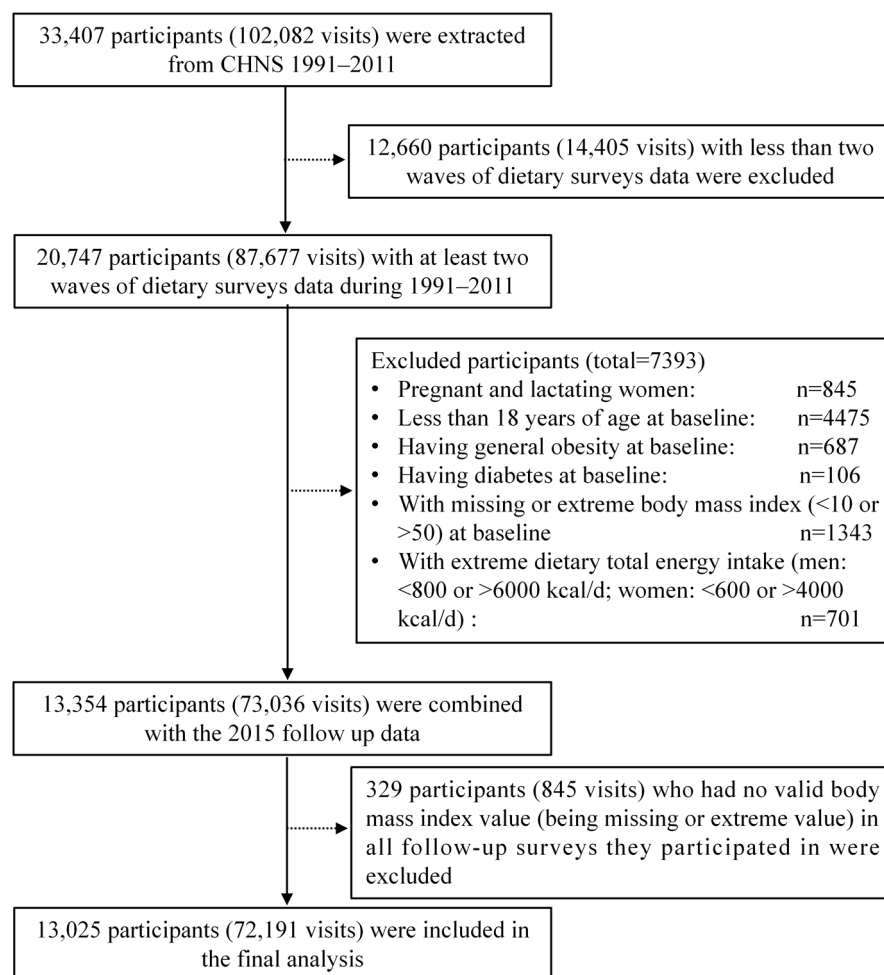 33,407 participants (102,082 visits) were extracted
from CHNS 1991–2011
12,660 participants (14,405 visits) with less than two
waves of dietary surveys data were excluded
20,747 participants (87,677 visits) with at least two
waves of dietary surveys data during 1991–2011
Excluded participants (total=7393)
• Pregnant and lactating women: n=845
• Less than 18 years of age at baseline: n=4475
• Having general obesity at baseline: n=687
• Having diabetes at baseline: n=106
• With missing or extreme body mass index (<10 or
>50) at baseline n=1343
• With extreme dietary total energy intake (men:
<800 or >6000 kcal/d; women: <600 or >4000
kcal/d) : n=701
13,354 participants (73,036 visits) were combined
with the 2015 follow up data
329 participants (845 visits) who had no valid body
mass index value (being missing or extreme value) in
all follow-up surveys they participated in were
excluded
13,025 participants (72,191 visits) were included in
the final analysis